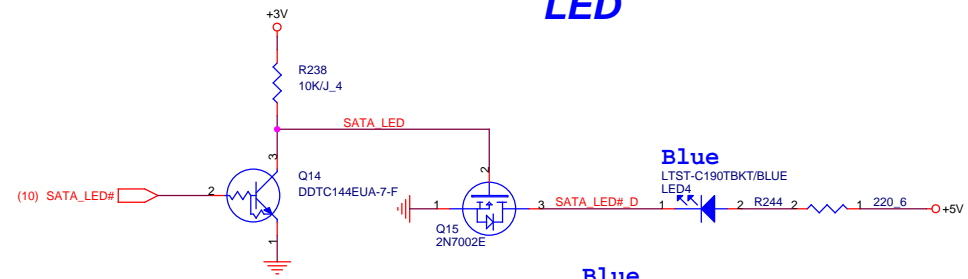 LED
+3V
R238
10K/J_4
SATA_LED
3
Q14
DDTC144EUA-7-F
(10) SATA_LED#
2
1
2
1
Q15
2N7002E
3
SATA_LED#_D
Blue
LTST-C190TBKT/BLUE
LED4
1
2
R244
2
1
220_6
+5V
Blue